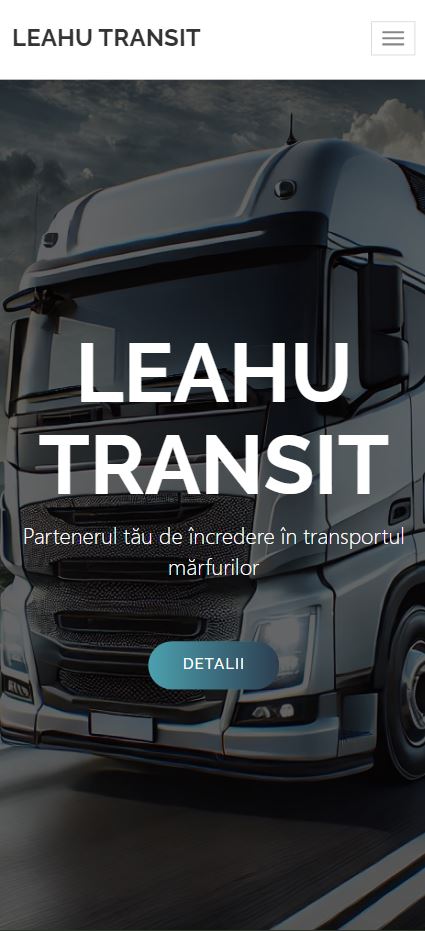 LEAHU TRANSIT
LEAHU
TRANSIT
Partenerul tău de încredere în transportul
mărfurilor
DETALII